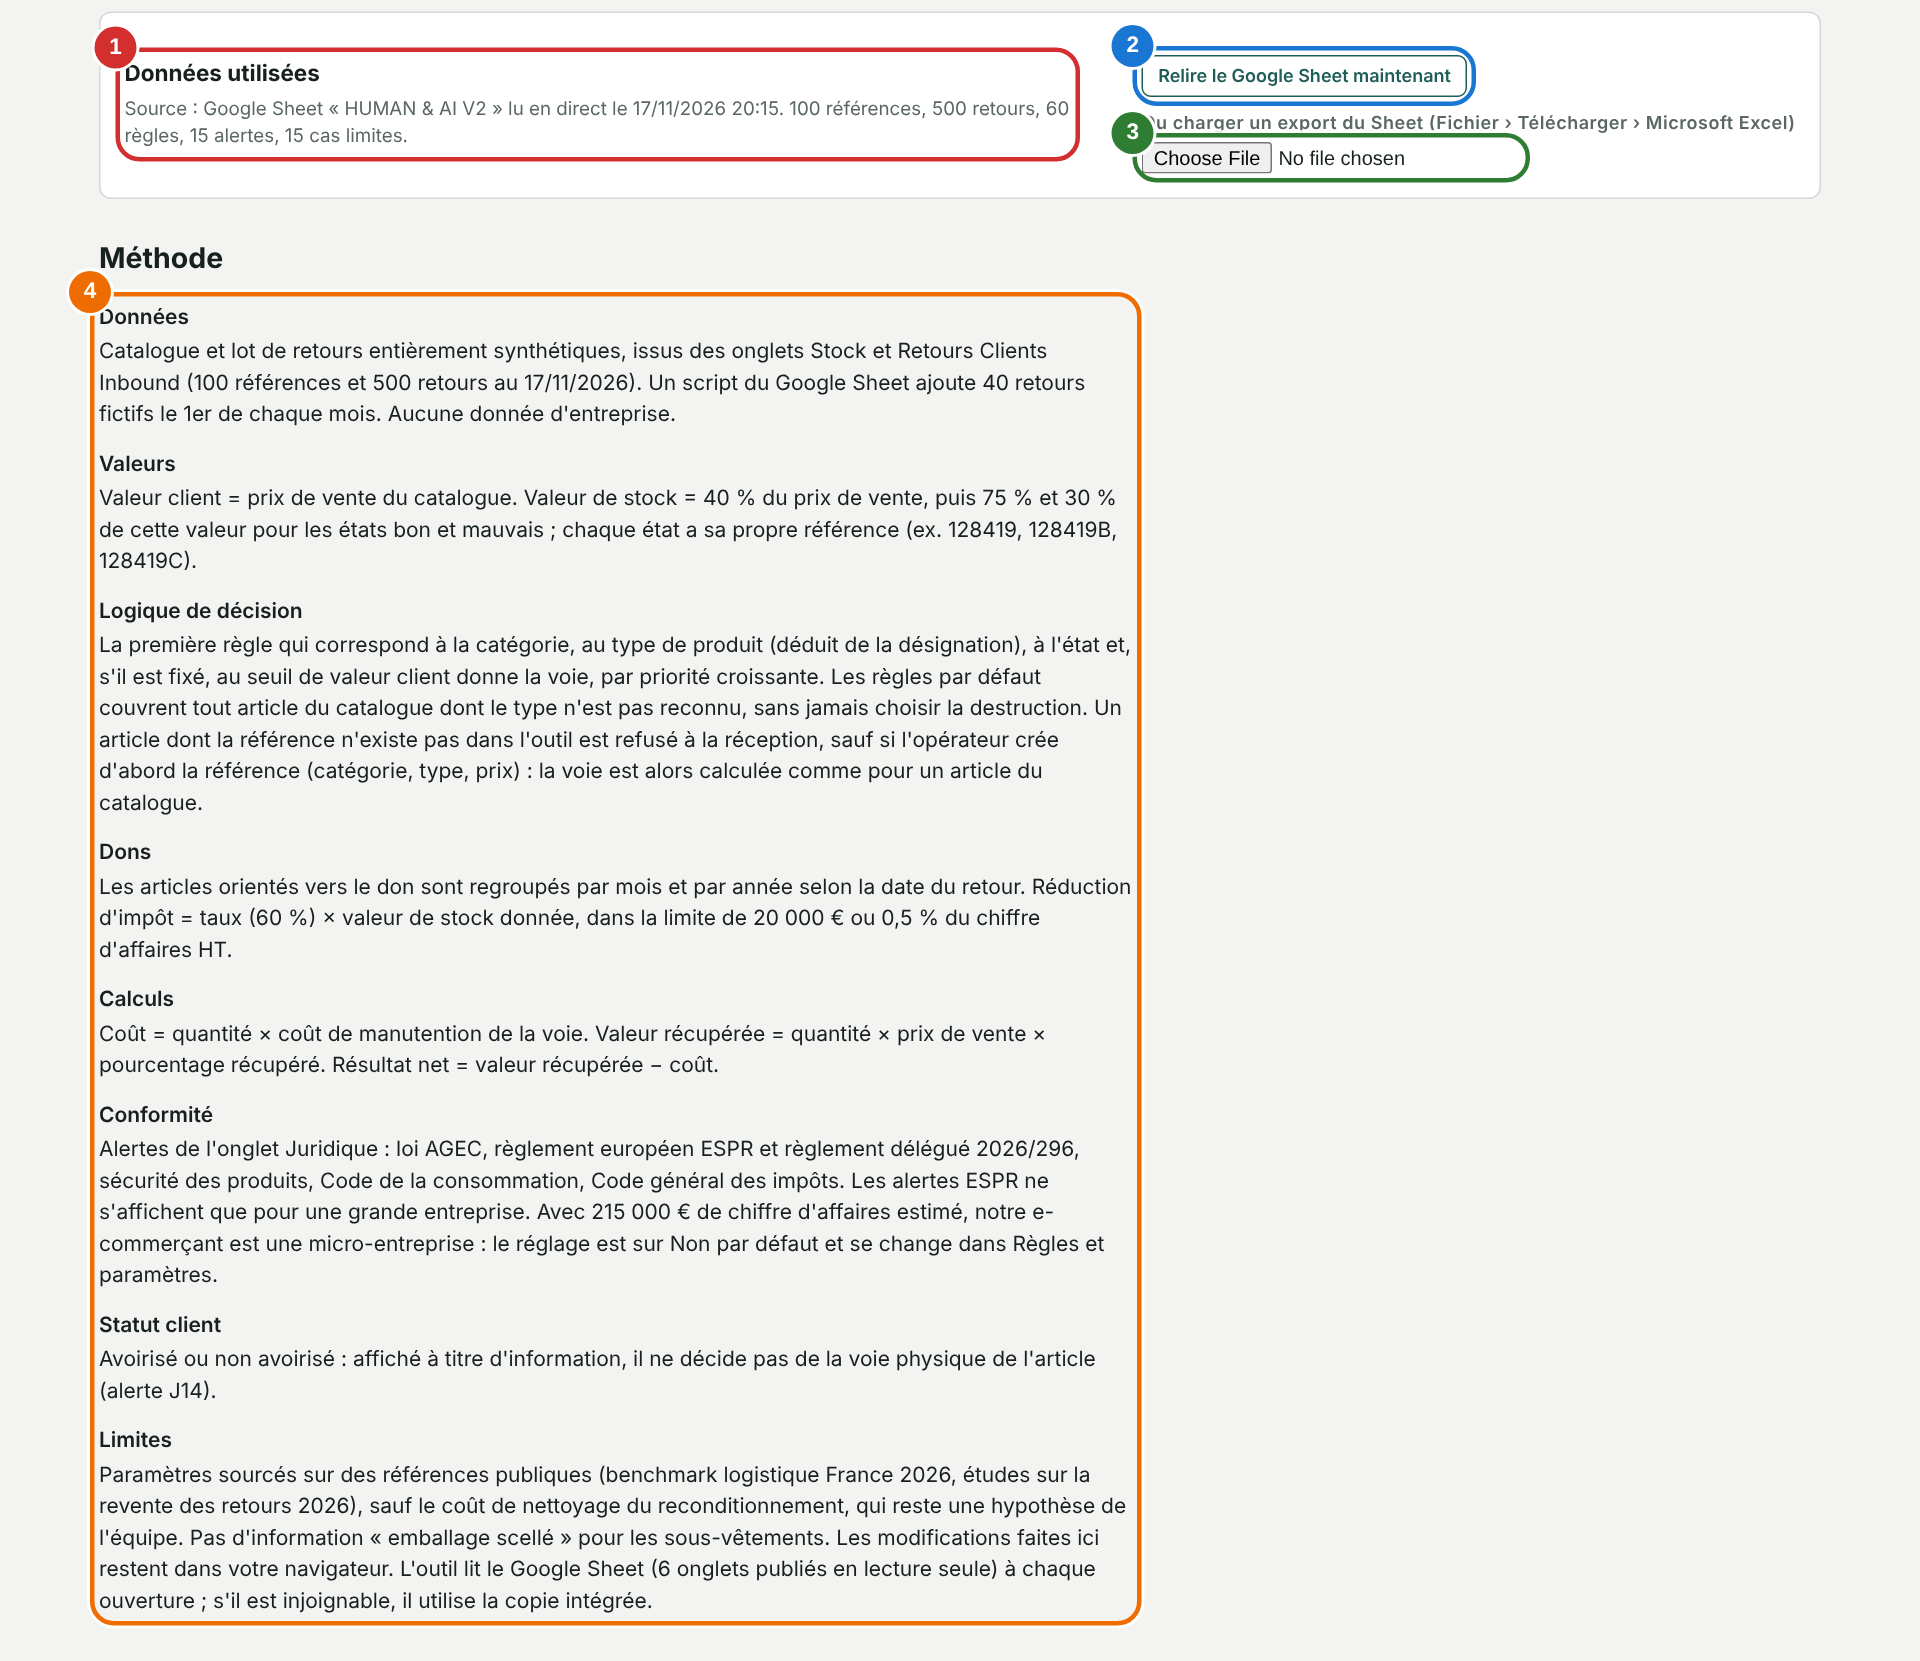 1
Données utilisées
Source : Google Sheet « HUMAN & AI V2 » lu en direct le 17/11/2026 20:15. 100 références, 500 retours, 60
règles, 15 alertes, 15 cas limites.
2
Relire le Google Sheet maintenant
Ou charger un export du Sheet (Fichier › Télécharger › Microsoft Excel)
3
Choose File No file chosen
Méthode
4
Données
Catalogue et lot de retours entièrement synthétiques, issus des onglets Stock et Retours Clients
Inbound (100 références et 500 retours au 17/11/2026). Un script du Google Sheet ajoute 40 retours
fictifs le 1er de chaque mois. Aucune donnée d'entreprise.
Valeurs
Valeur client = prix de vente du catalogue. Valeur de stock = 40 % du prix de vente, puis 75 % et 30 %
de cette valeur pour les états bon et mauvais ; chaque état a sa propre référence (ex. 128419, 128419B,
128419C).
Logique de décision
La première règle qui correspond à la catégorie, au type de produit (déduit de la désignation), à l'état et,
s'il est fixé, au seuil de valeur client donne la voie, par priorité croissante. Les règles par défaut
couvrent tout article du catalogue dont le type n'est pas reconnu, sans jamais choisir la destruction. Un
article dont la référence n'existe pas dans l'outil est refusé à la réception, sauf si l'opérateur crée
d'abord la référence (catégorie, type, prix) : la voie est alors calculée comme pour un article du
catalogue.
Dons
Les articles orientés vers le don sont regroupés par mois et par année selon la date du retour. Réduction
d'impôt = taux (60 %) × valeur de stock donnée, dans la limite de 20 000 € ou 0,5 % du chiffre
d'affaires HT.
Calculs
Coût = quantité × coût de manutention de la voie. Valeur récupérée = quantité × prix de vente ×
pourcentage récupéré. Résultat net = valeur récupérée − coût.
Conformité
Alertes de l'onglet Juridique : loi AGEC, règlement européen ESPR et règlement délégué 2026/296,
sécurité des produits, Code de la consommation, Code général des impôts. Les alertes ESPR ne
s'affichent que pour une grande entreprise. Avec 215 000 € de chiffre d'affaires estimé, notre e-
commerçant est une micro-entreprise : le réglage est sur Non par défaut et se change dans Règles et
paramètres.
Statut client
Avoirisé ou non avoirisé : affiché à titre d'information, il ne décide pas de la voie physique de l'article
(alerte J14).
Limites
Paramètres sourcés sur des références publiques (benchmark logistique France 2026, études sur la
revente des retours 2026), sauf le coût de nettoyage du reconditionnement, qui reste une hypothèse de
l'équipe. Pas d'information « emballage scellé » pour les sous-vêtements. Les modifications faites ici
restent dans votre navigateur. L'outil lit le Google Sheet (6 onglets publiés en lecture seule) à chaque
ouverture ; s'il est injoignable, il utilise la copie intégrée.